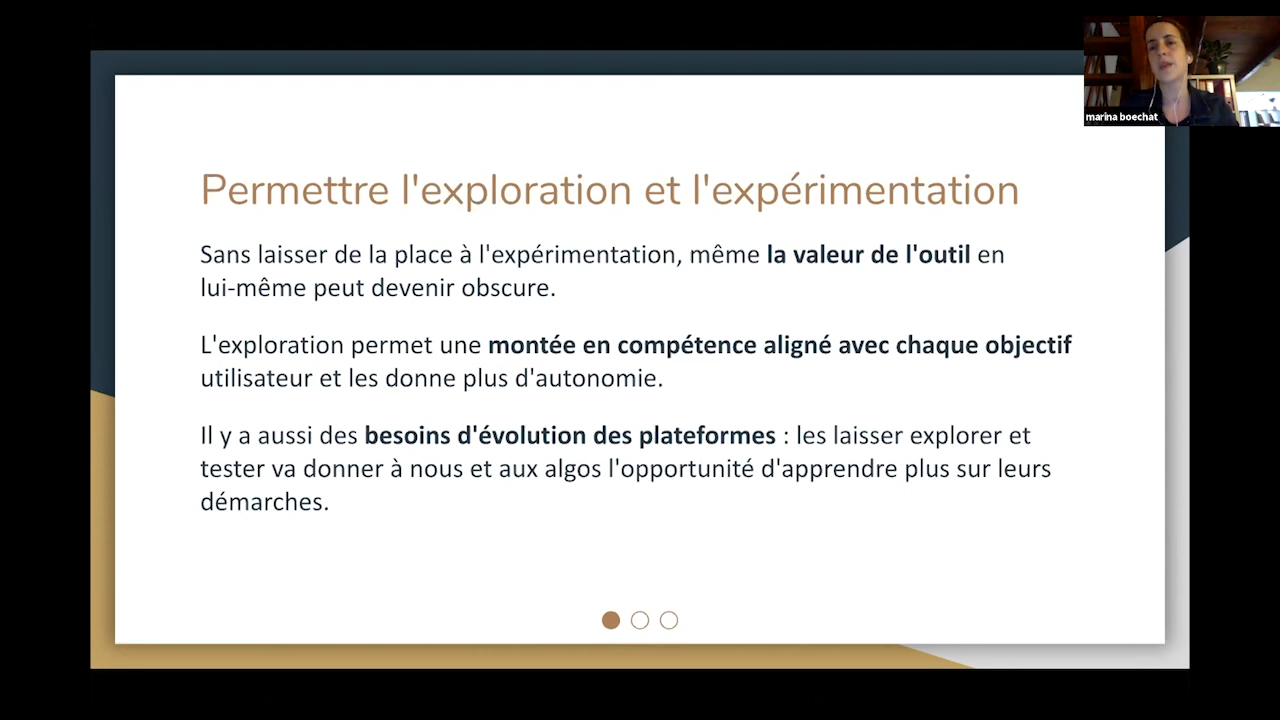 marina boechat
Permettre l'exploration et l'expérimentation
Sans laisser de la place à l'expérimentation, même la valeur de l'outil en
lui-même peut devenir obscure.
L'exploration permet une montée en compétence aligné avec chaque objectif
utilisateur et les donne plus d'autonomie.
Il y a aussi des besoins d'évolution des plateformes : les laisser explorer et
tester va donner à nous et aux algos l'opportunité d'apprendre plus sur leurs
démarches.